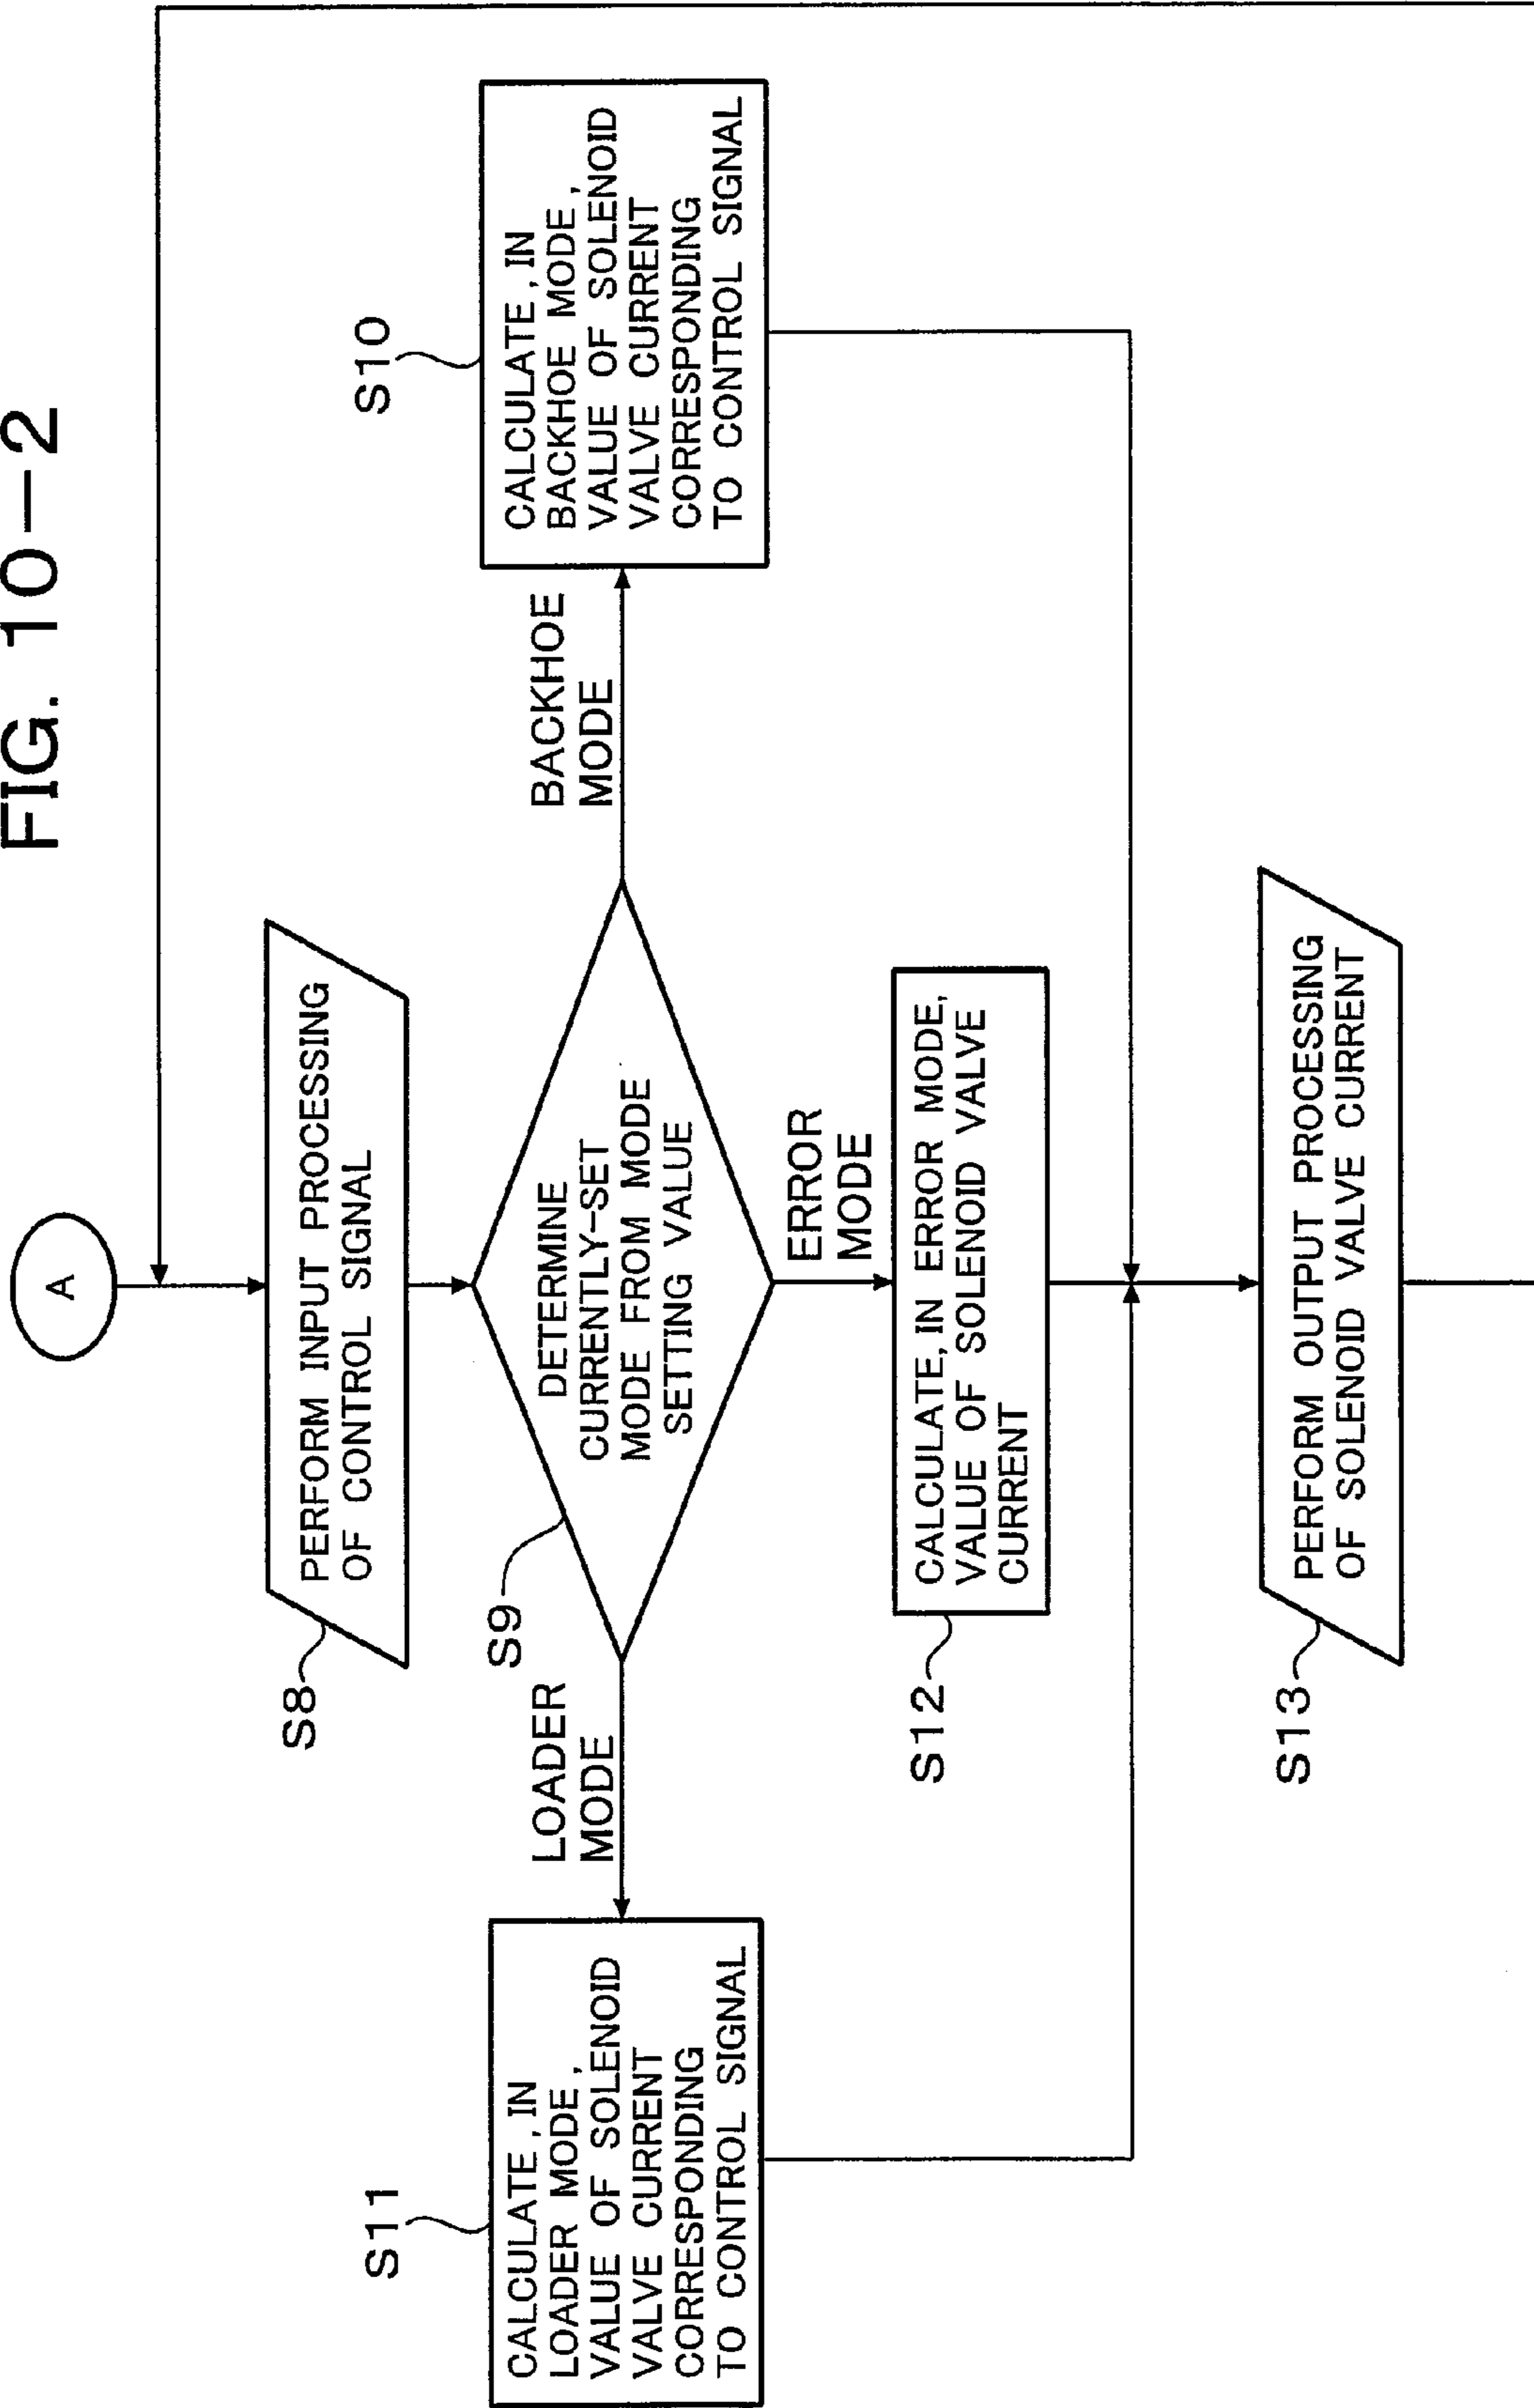 FIG. 10-2
A
S8
PERFORM INPUT PROCESSING
OF CONTROL SIGNAL
S9
DETERMINE
CURRENTLY-SET
MODE FROM MODE
SETTING VALUE
LOADER
MODE
BACKHOE
MODE
ERROR
MODE
S11
CALCULATE, IN
LOADER MODE,
VALUE OF SOLENOID
VALVE CURRENT
CORRESPONDING
TO CONTROL SIGNAL
S10
CALCULATE, IN
BACKHOE MODE,
VALUE OF SOLENOID
VALVE CURRENT
CORRESPONDING
TO CONTROL SIGNAL
S12
CALCULATE, IN ERROR MODE,
VALUE OF SOLENOID VALVE
CURRENT
S13
PERFORM OUTPUT PROCESSING
OF SOLENOID VALVE CURRENT